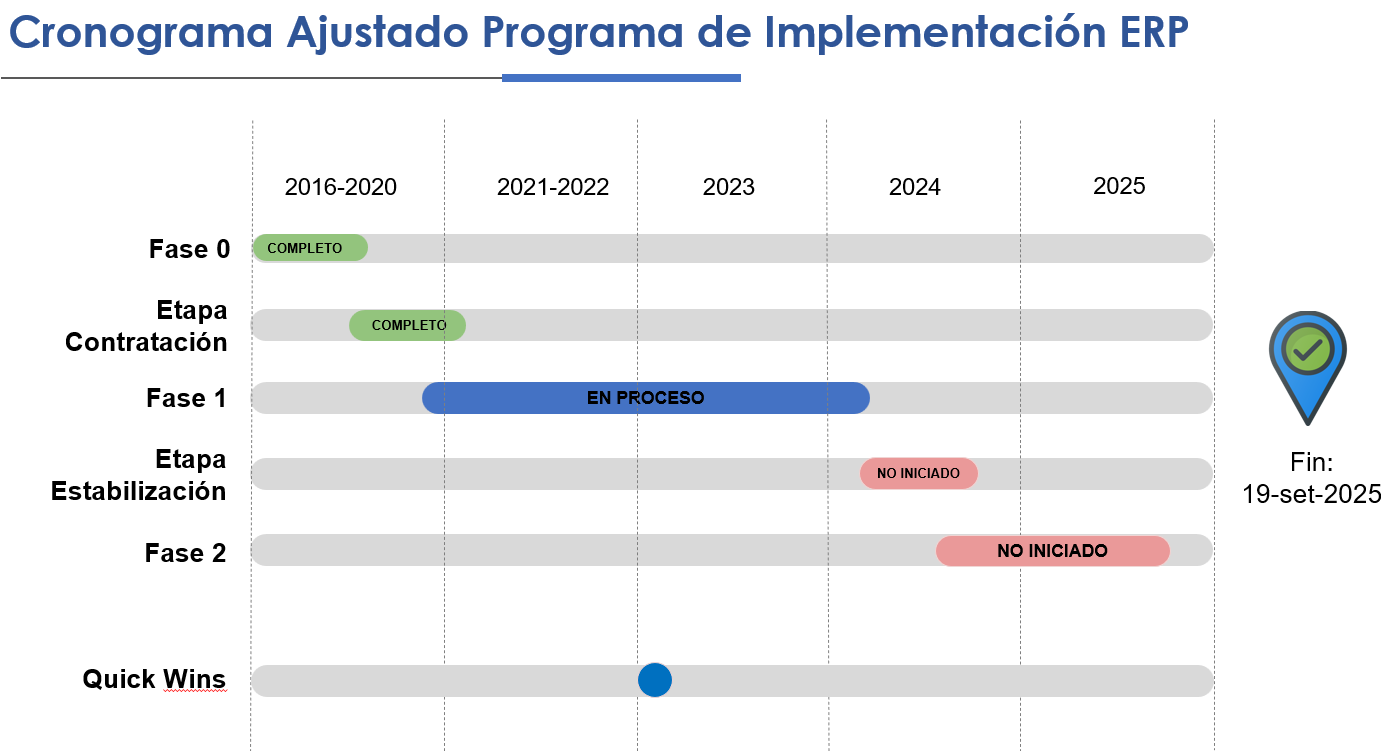 Cronograma Ajustado Programa de Implementación ERP
2016-2020
2021-2022
2023
2024
2025
Fase 0
COMPLETO
Etapa
Contratación
COMPLETO
Fase 1
EN PROCESO
Etapa
Estabilización
NO INICIADO
Fase 2
NO INICIADO
Quick Wins
Fin:
19-set-2025